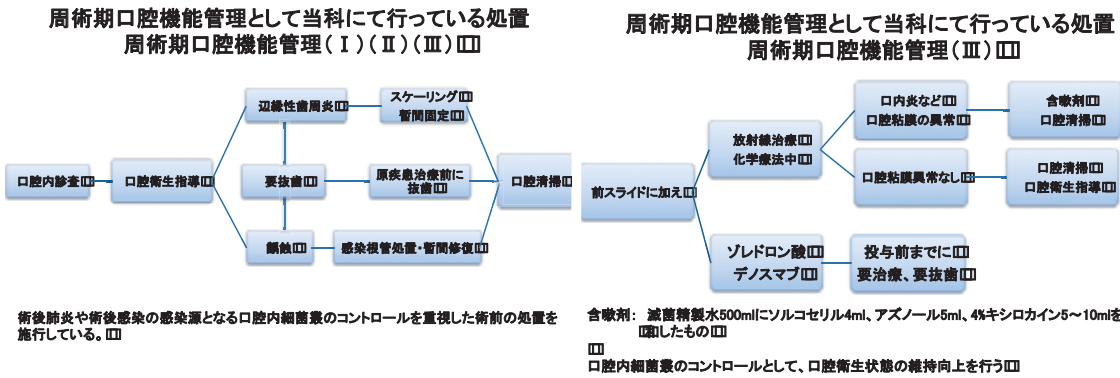 周術期口腔機能管理として当科にて行っている処置
周術期口腔機能管理(Ⅰ)(Ⅱ)(Ⅲ)
口腔内診査
口腔衛生指導
辺縁性歯周炎
スケーリング
暫間固定
要抜歯
原疾患治療前に
抜歯
齲蝕
感染根管処置・暫間修復
口腔清掃
術後肺炎や術後感染の感染源となる口腔内細菌叢のコントロールを重視した術前の処置を
施行している。
周術期口腔機能管理として当科にて行っている処置
周術期口腔機能管理(Ⅲ)
前スライドに加え
放射線治療
化学療法中
口内炎など
口腔粘膜の異常
含嗽剤
口腔清掃
口腔粘膜異常なし
口腔清掃
口腔衛生指導
ゾレドロン酸
デノスマブ
投与前までに
要治療、要抜歯
含嗽剤： 滅菌精製水500mlにソルコセリル4ml、アズノール5ml、4%キシロカイン5～10mlを
したもの
口腔内細菌叢のコントロールとして、口腔衛生状態の維持向上を行う